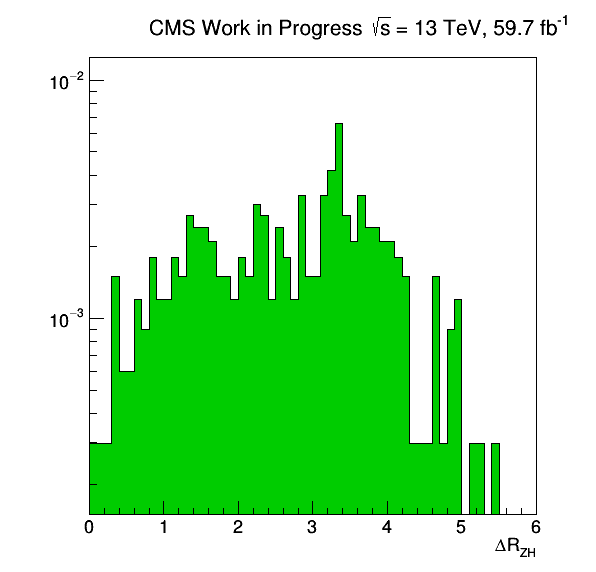 CMS Work in Progress √s = 13 TeV, 59.7 fb⁻¹
10⁻²
10⁻³
0 1 2 3 4 5 6
ΔR_ZH